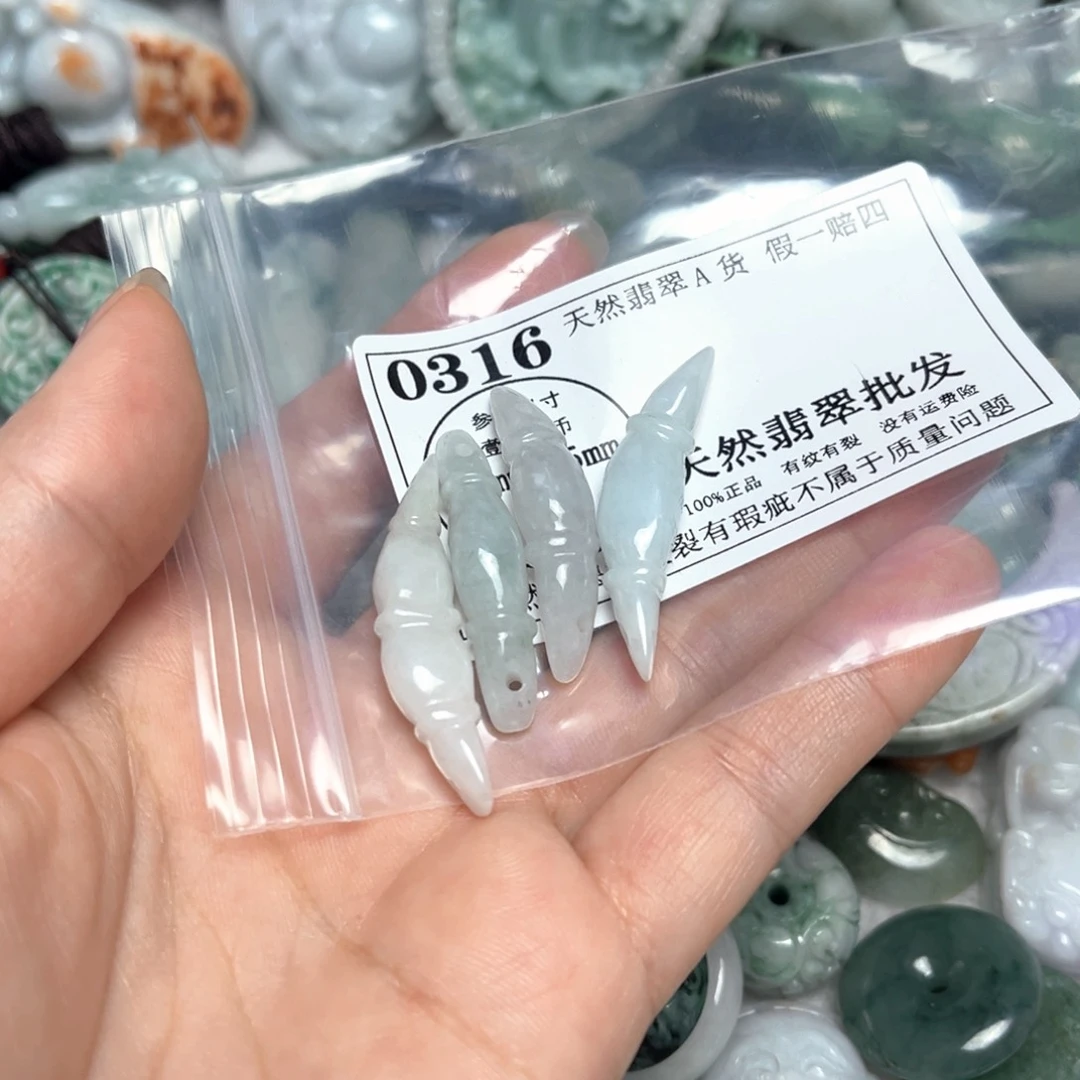 0316
天然翡翠A货 假一赔四
天然翡翠批发
100%正品 有纹有裂 没有运费险
裂有瑕疵不属于质量问题